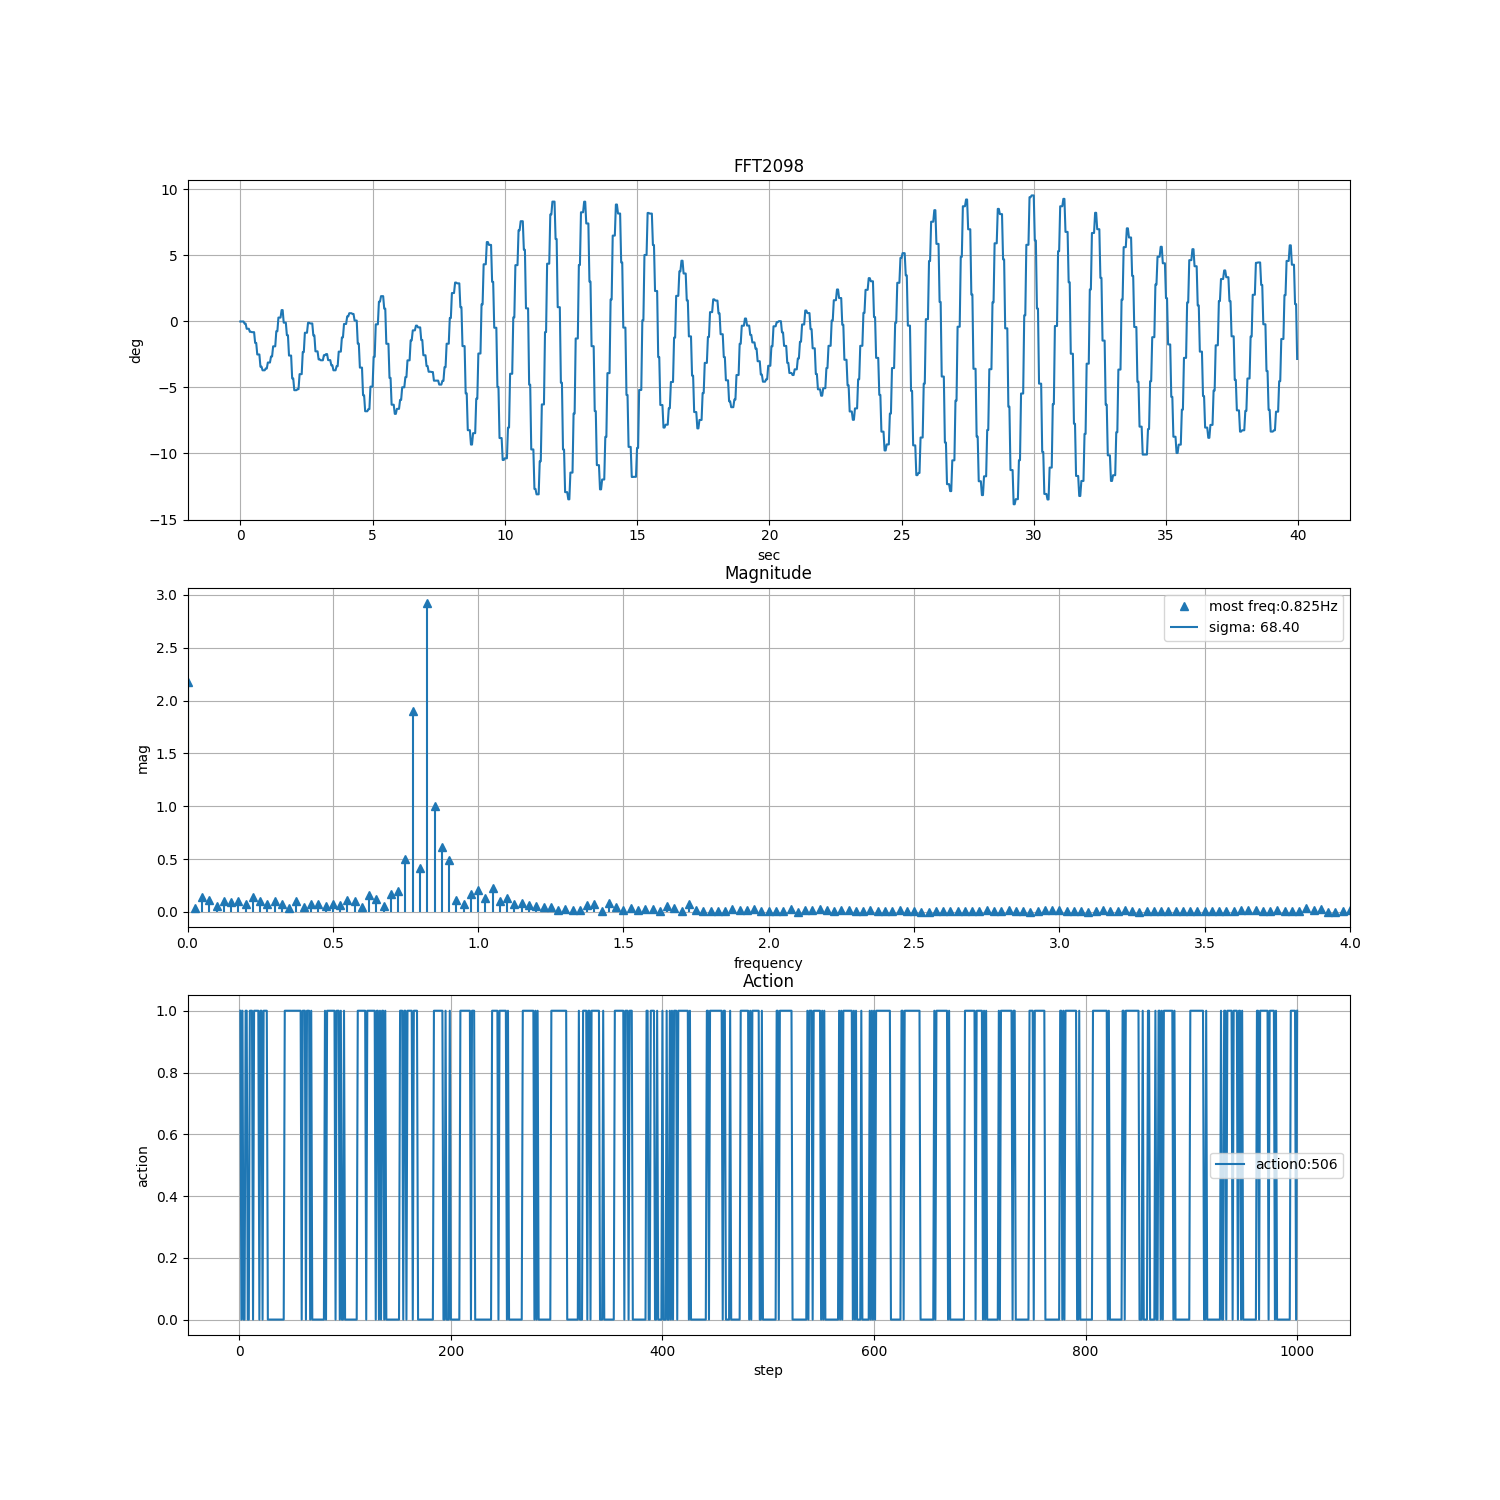 FFT2098
10
5
0
−5
−10
−15
deg
0 5 10 15 20 25 30 35 40
sec
Magnitude
3.0
2.5
2.0
1.5
1.0
0.5
0.0
mag
most freq:0.825Hz
sigma: 68.40
0.0 0.5 1.0 1.5 2.0 2.5 3.0 3.5 4.0
frequency
Action
1.0
0.8
0.6
0.4
0.2
0.0
action
action0:506
0 200 400 600 800 1000
step